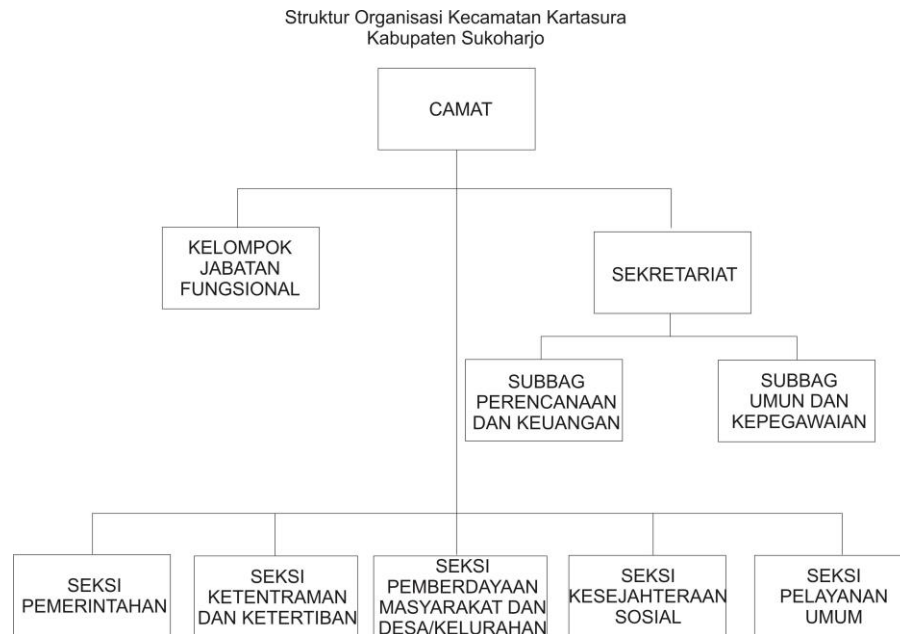 Struktur Organisasi Kecamatan Kartasura
Kabupaten Sukoharjo
CAMAT
KELOMPOK
JABATAN
FUNGSIONAL
SEKRETARIAT
SUBBAG
PERENCANAAN
DAN KEUANGAN
SUBBAG
UMUN DAN
KEPEGAWAIAN
SEKSI
PEMERINTAHAN
SEKSI
KETENTRAMAN
DAN KETERTIBAN
SEKSI
PEMBERDAYAAN
MASYARAKAT DAN
DESA/KELURAHAN
SEKSI
KESEJAHTERAAN
SOSIAL
SEKSI
PELAYANAN
UMUM